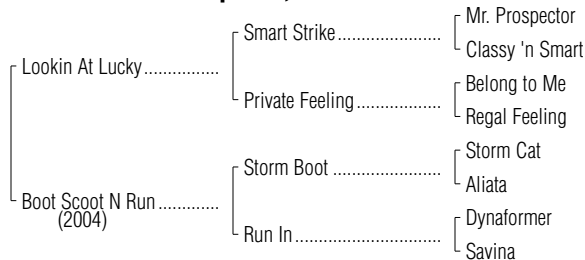 Mr. Prospector
Smart Strike....................
Classy 'n Smart
Lookin At Lucky...............
Belong to Me
Private Feeling................
Regal Feeling
Storm Cat
Storm Boot ....................
Aliata
Boot Scoot N Run............
(2004)
Dynaformer
Run In............................
Savina